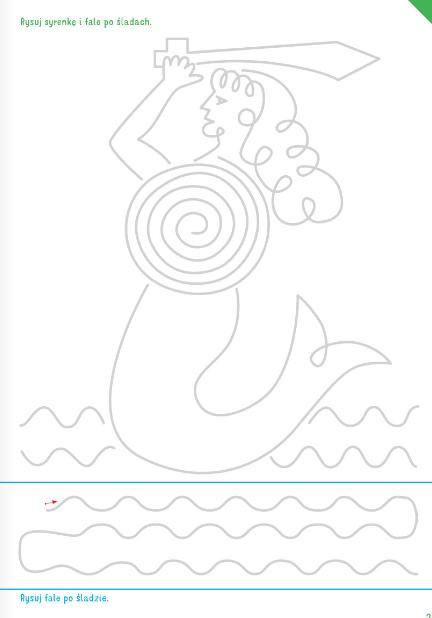 Rysuj syrenkę i fale po śladach.
Rysuj fale po śladzie.